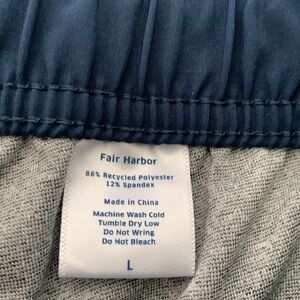 Fair Harbor
88% Recycled Polyester
12% Spandex
Made in China
Machine Wash Cold
Tumble Dry Low
Do Not Wring
Do Not Bleach
L